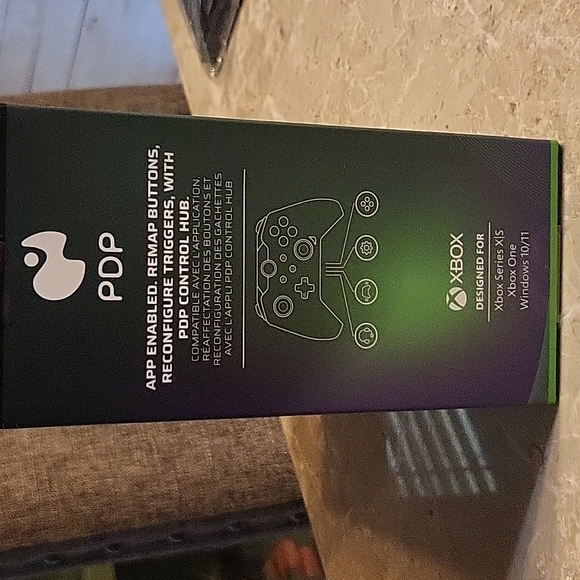 PDP
APP ENABLED. REMAP BUTTONS,
RECONFIGURE TRIGGERS, WITH
PDP CONTROL HUB.
COMPATIBLE AVEC L'APPLICATION.
RÉAFFECTATION DES BOUTONS ET
RECONFIGURATION DES GÂCHETTES
AVEC L'APPLI PDP CONTROL HUB
XBOX
DESIGNED FOR
Xbox Series X|S
Xbox One
Windows 10/11